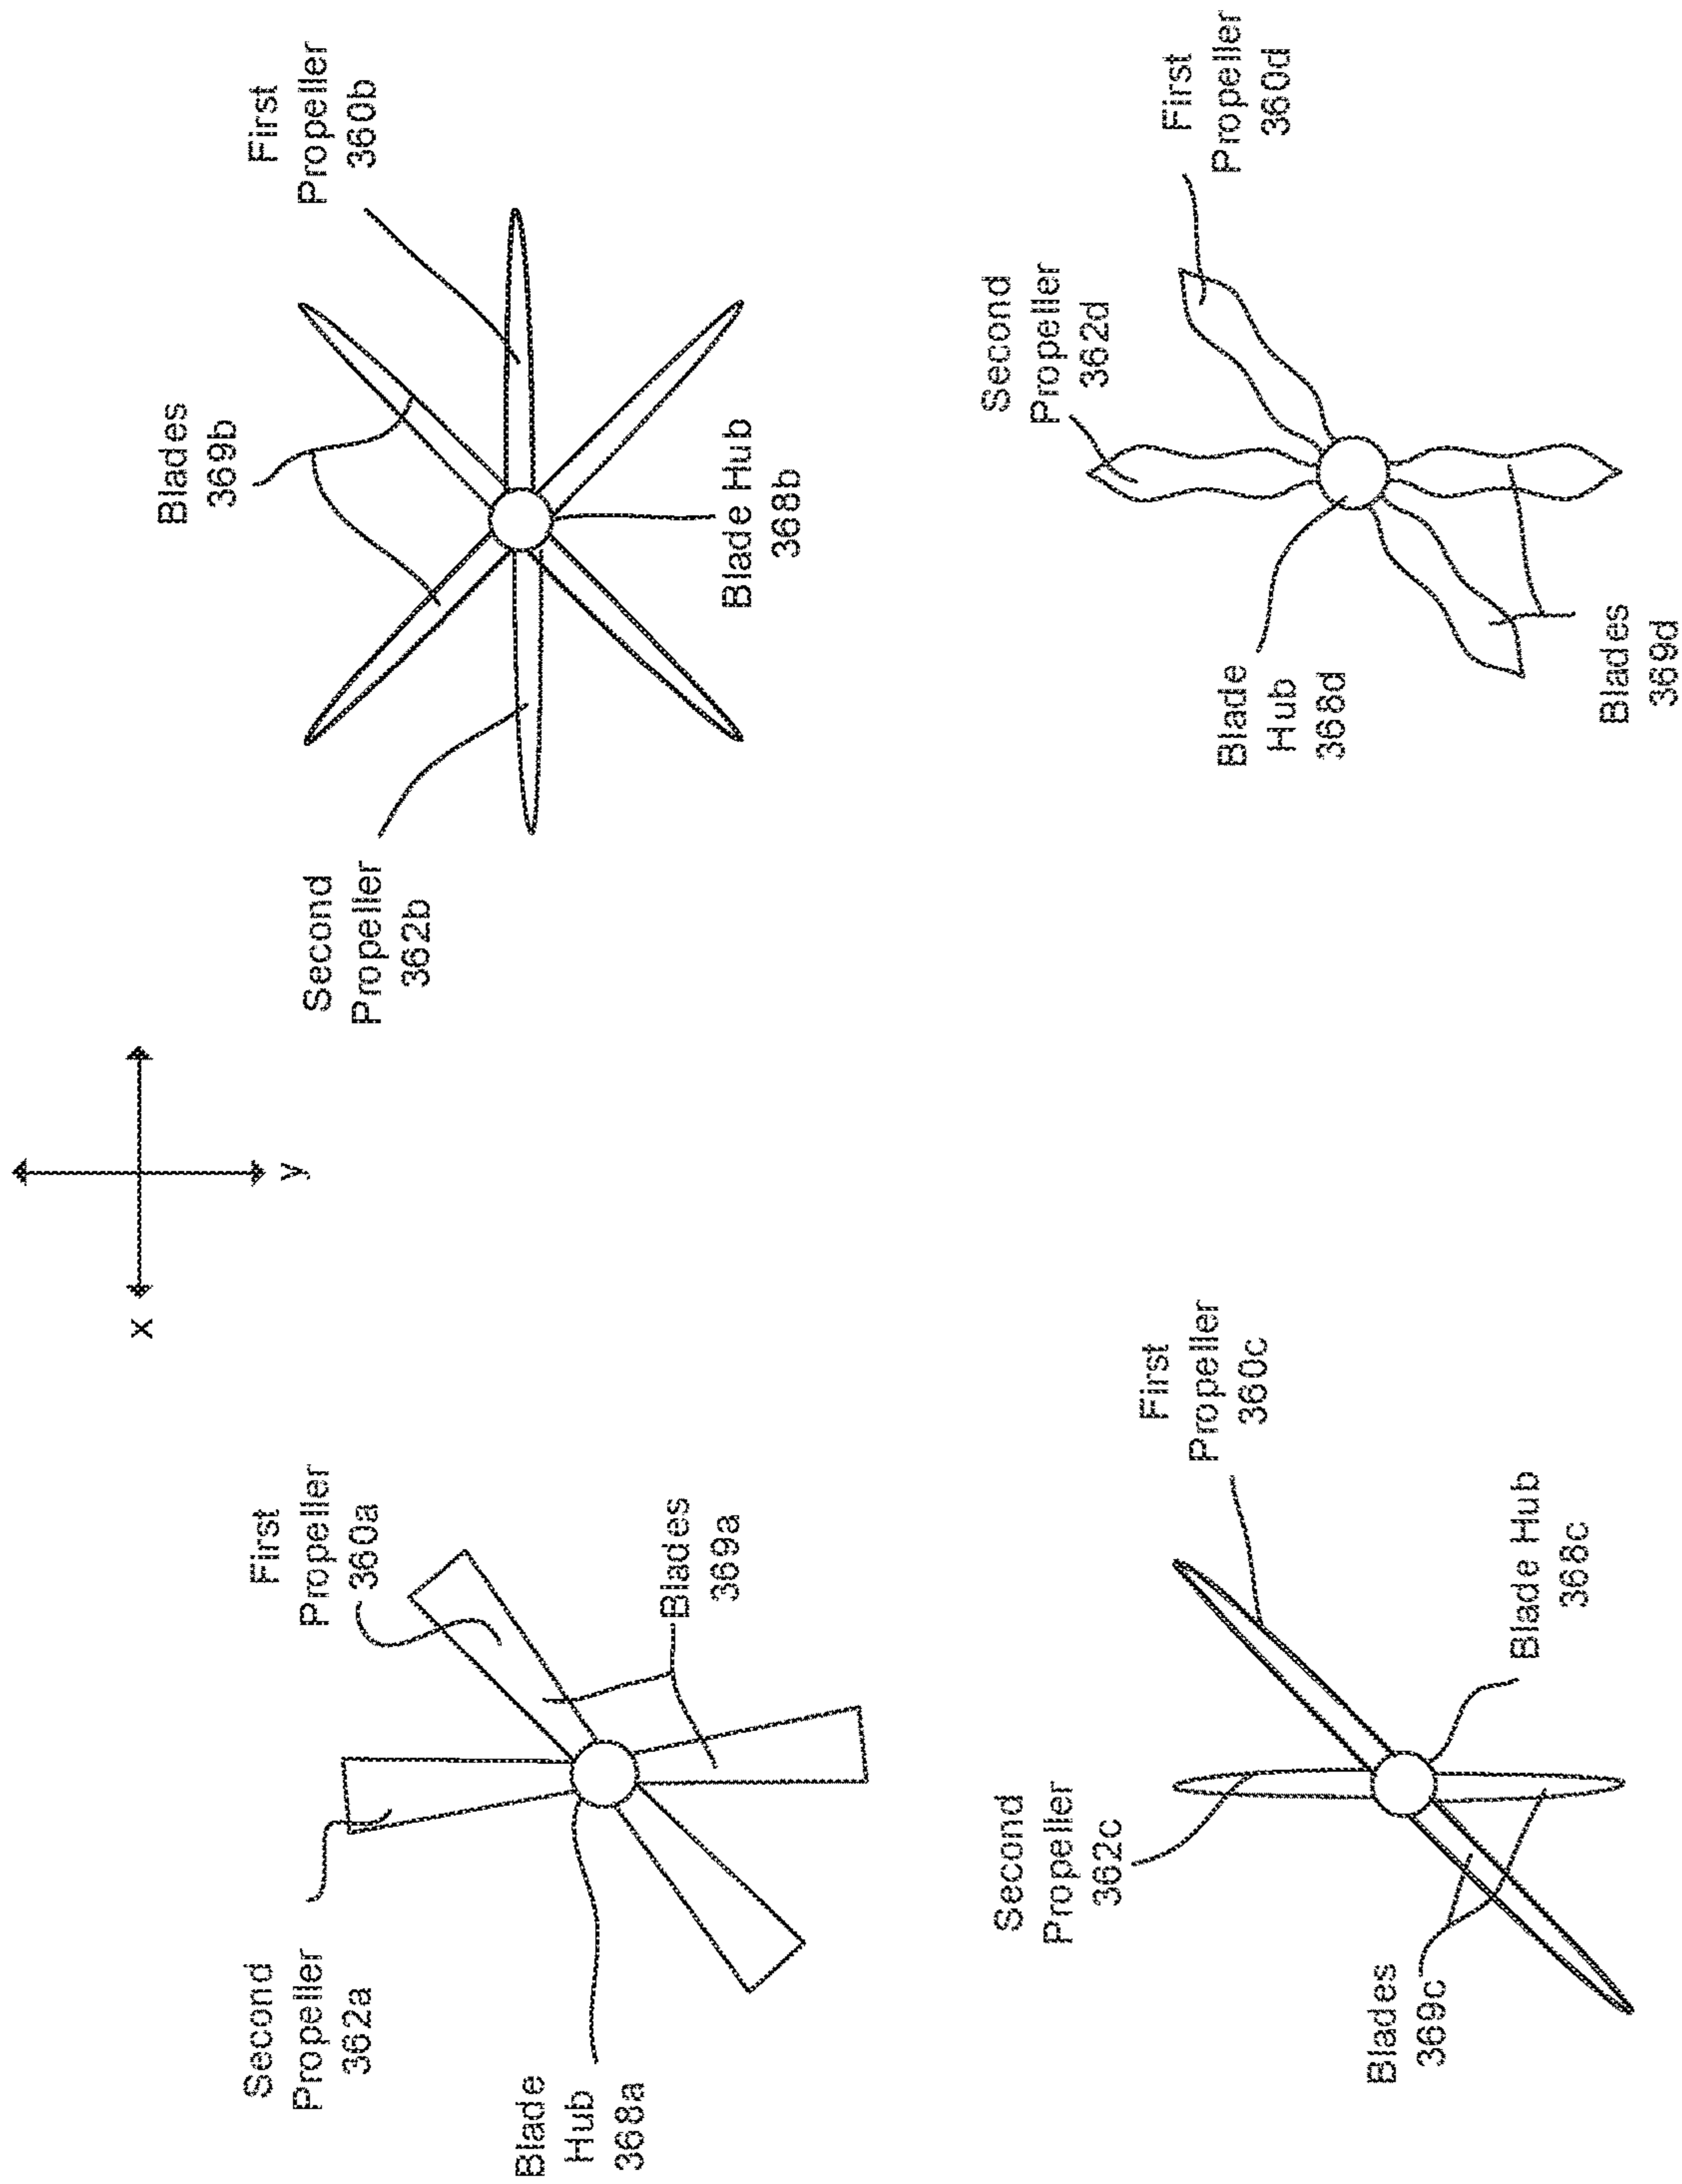 x
y
Second
Propeller
362a
First
Propeller
360a
Blade
Hub
368a
Blades
369a
Second
Propeller
362b
Blades
369b
First
Propeller
360b
Blade Hub
368b
Second
Propeller
362c
First
Propeller
360c
Blades
369c
Blade Hub
368c
Second
Propeller
362d
First
Propeller
360d
Blade
Hub
368d
Blades
369d